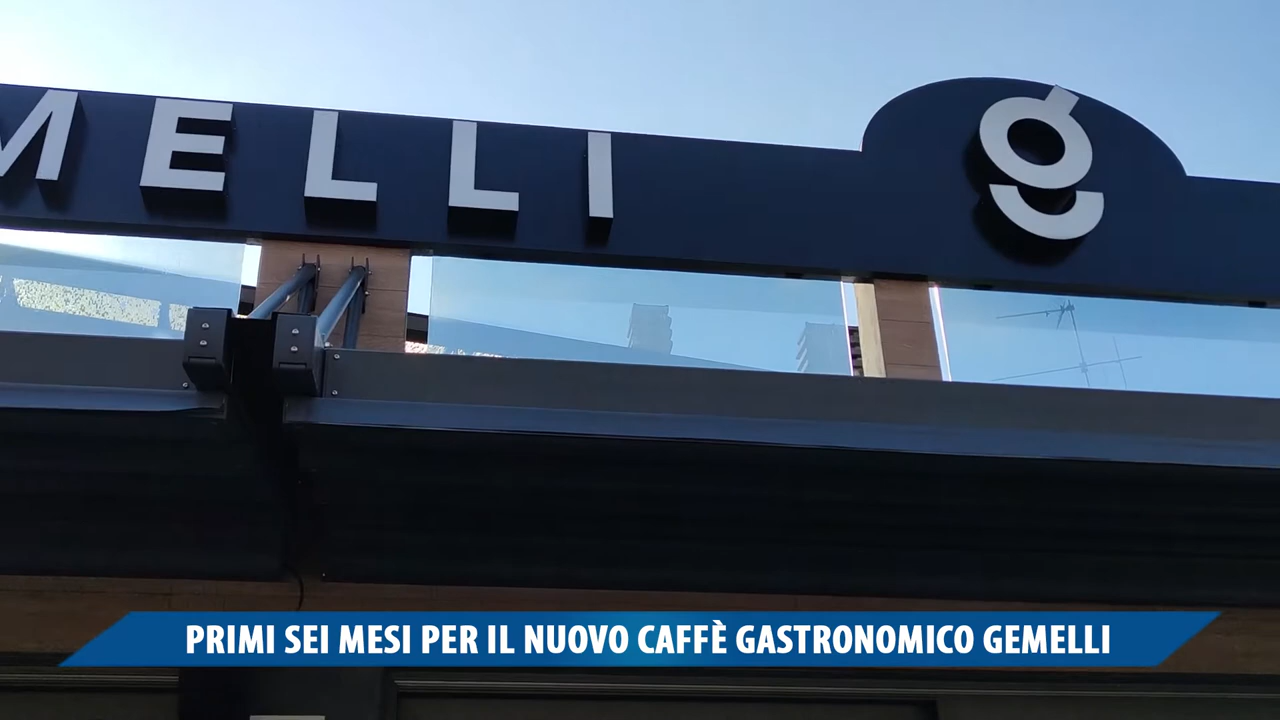 MELLI
g
PRIMI SEI MESI PER IL NUOVO CAFFÈ GASTRONOMICO GEMELLI